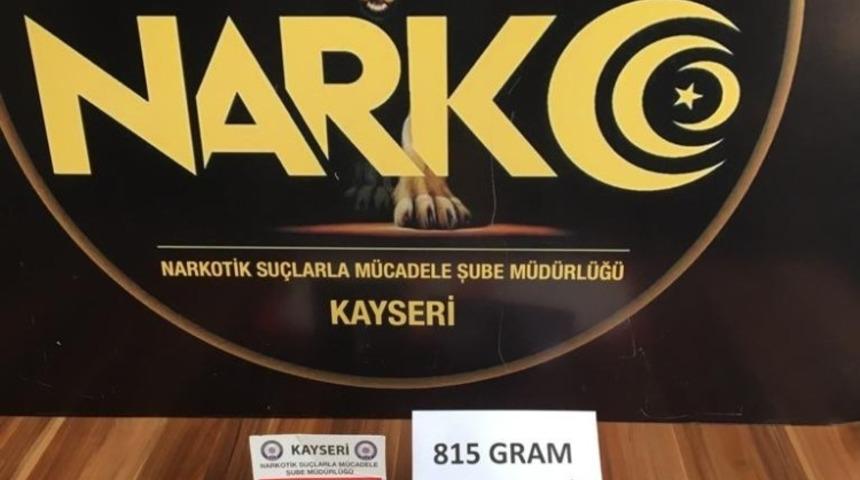 NARKO
NARKOTİK SUÇLARLA MÜCADELE ŞUBE MÜDÜRLÜĞÜ
KAYSERİ
KAYSERİ
NARKOTİK SUÇLARLA MÜCADELE
ŞUBE MÜDÜRLÜĞÜ
815 GRAM